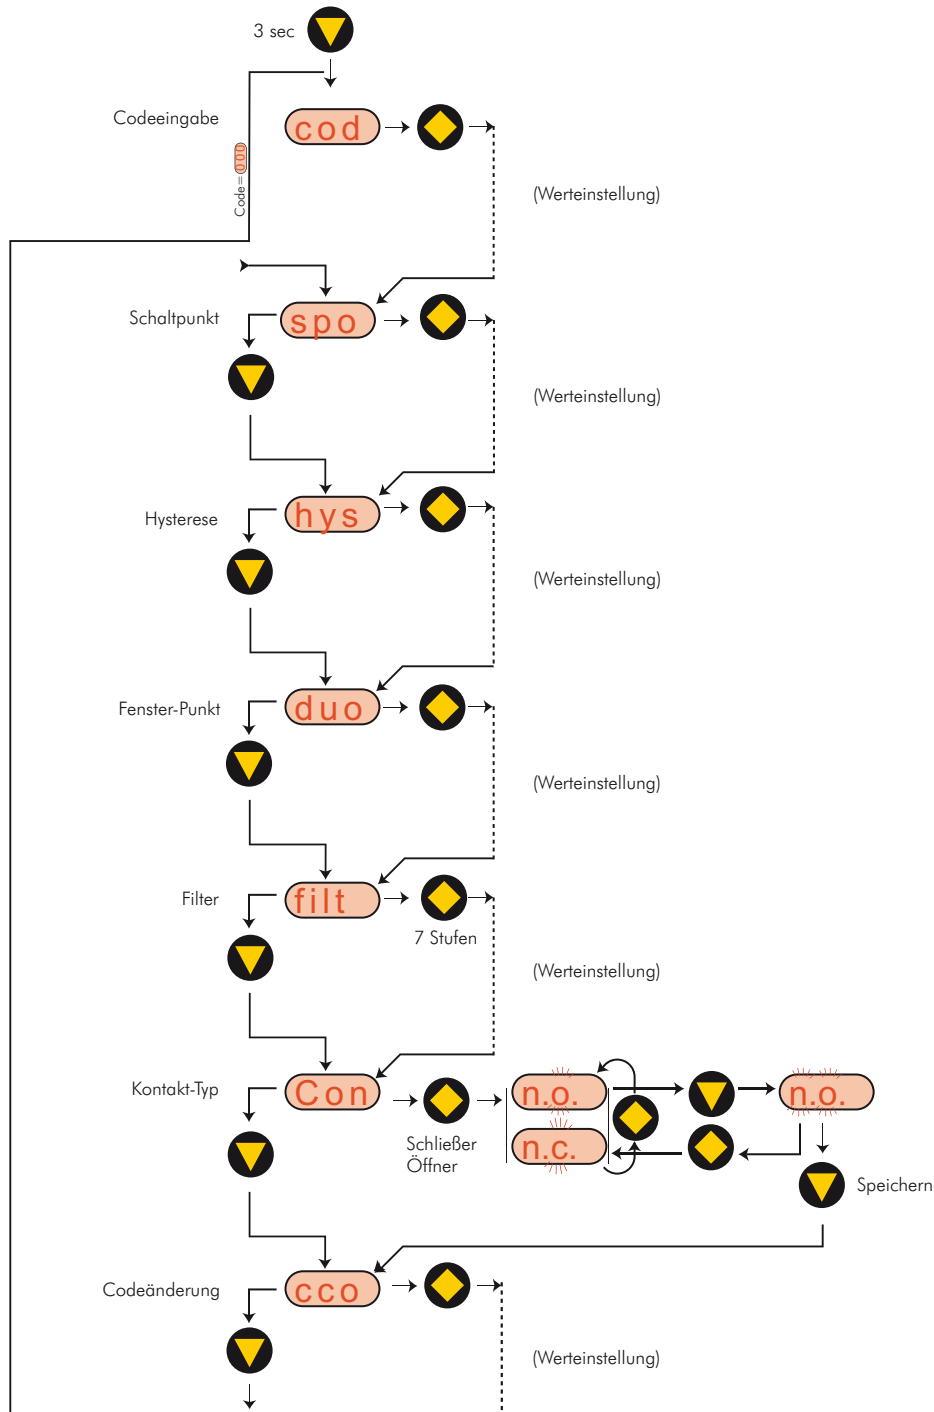 3 sec
Codeeingabe
cod
Code=000
(Werteinstellung)
Schaltpunkt
spo
(Werteinstellung)
Hysterese
hys
(Werteinstellung)
Fenster-Punkt
duo
(Werteinstellung)
Filter
filt
7 Stufen
(Werteinstellung)
Kontakt-Typ
Con
n.o.
n.o.
Schließer
Öffner
n.c.
Speichern
Codeänderung
cco
(Werteinstellung)